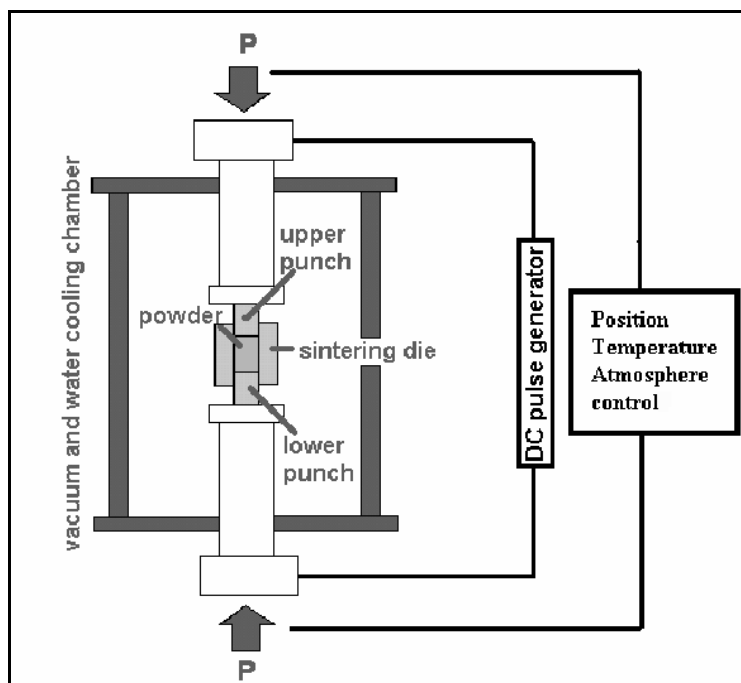 P
vacuum and water cooling chamber
upper
punch
powder
sintering die
lower
punch
DC pulse generator
Position
Temperature
Atmosphere
control
P